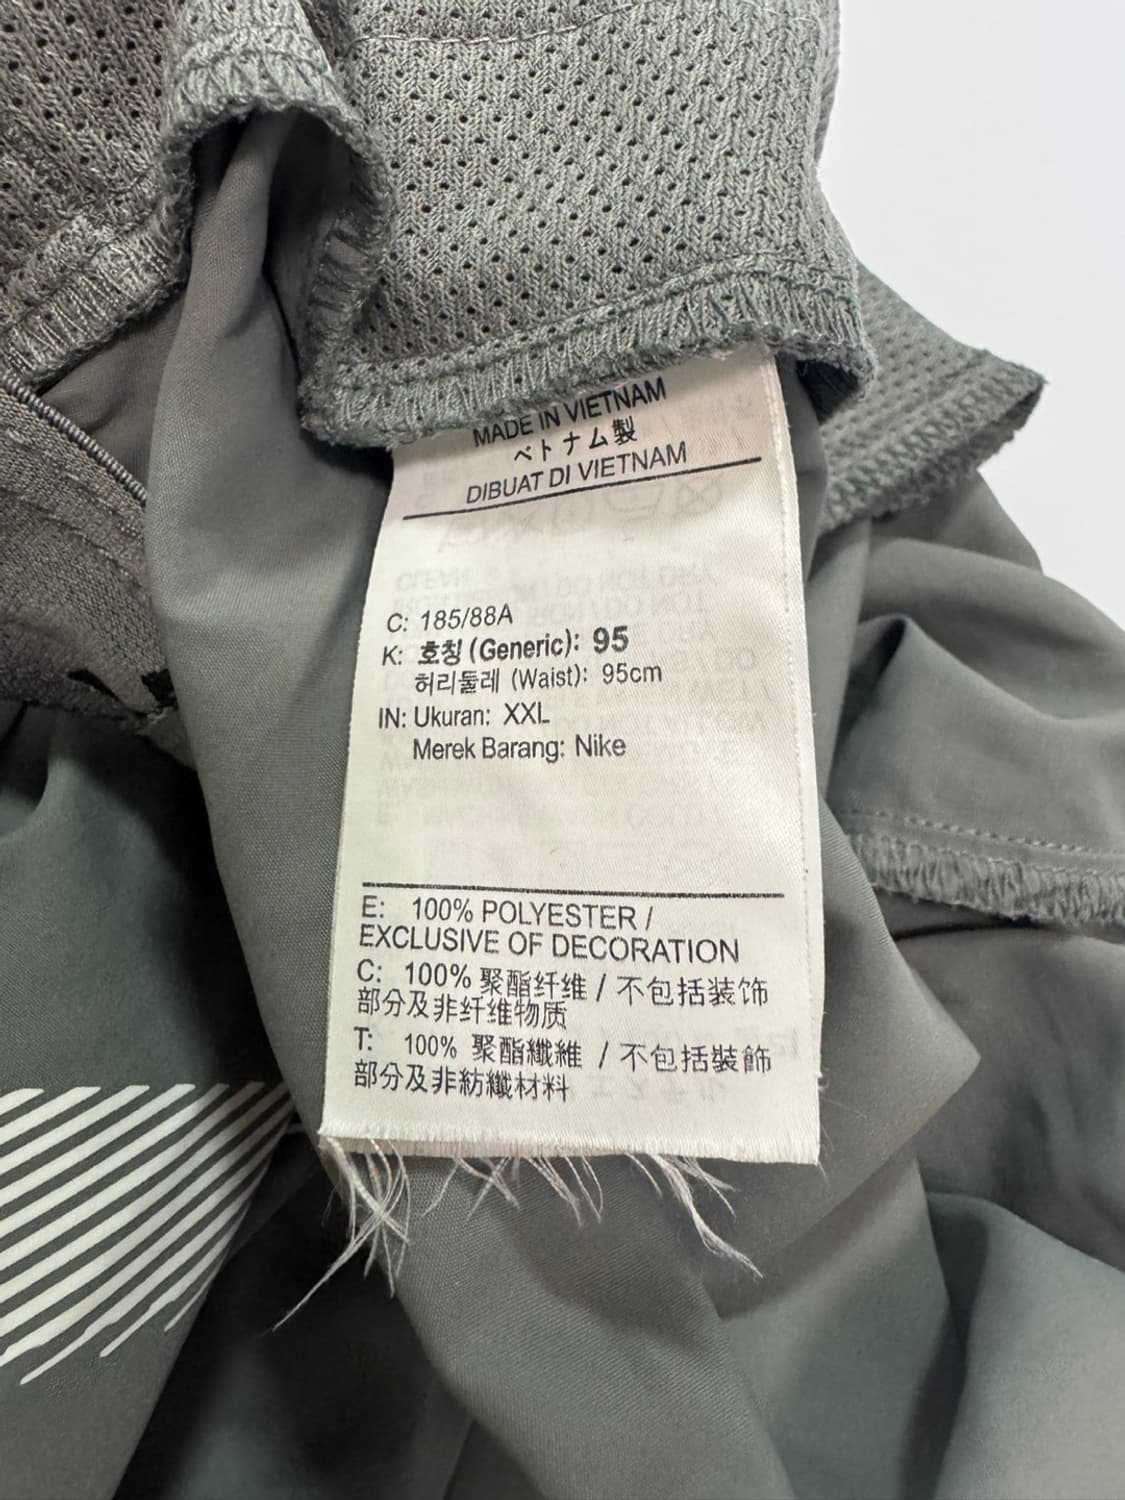 MADE IN VIETNAM
ベトナム製
DIBUAT DI VIETNAM
C: 185/88A
K: 호칭 (Generic): 95
허리둘레 (Waist): 95cm
IN: Ukuran: XXL
Merek Barang: Nike
E: 100% POLYESTER /
EXCLUSIVE OF DECORATION
C: 100% 聚酯纤维 / 不包括装饰
部分及非纤维物质
T: 100% 聚酯纖維 / 不包括裝飾
部分及非紡纖材料